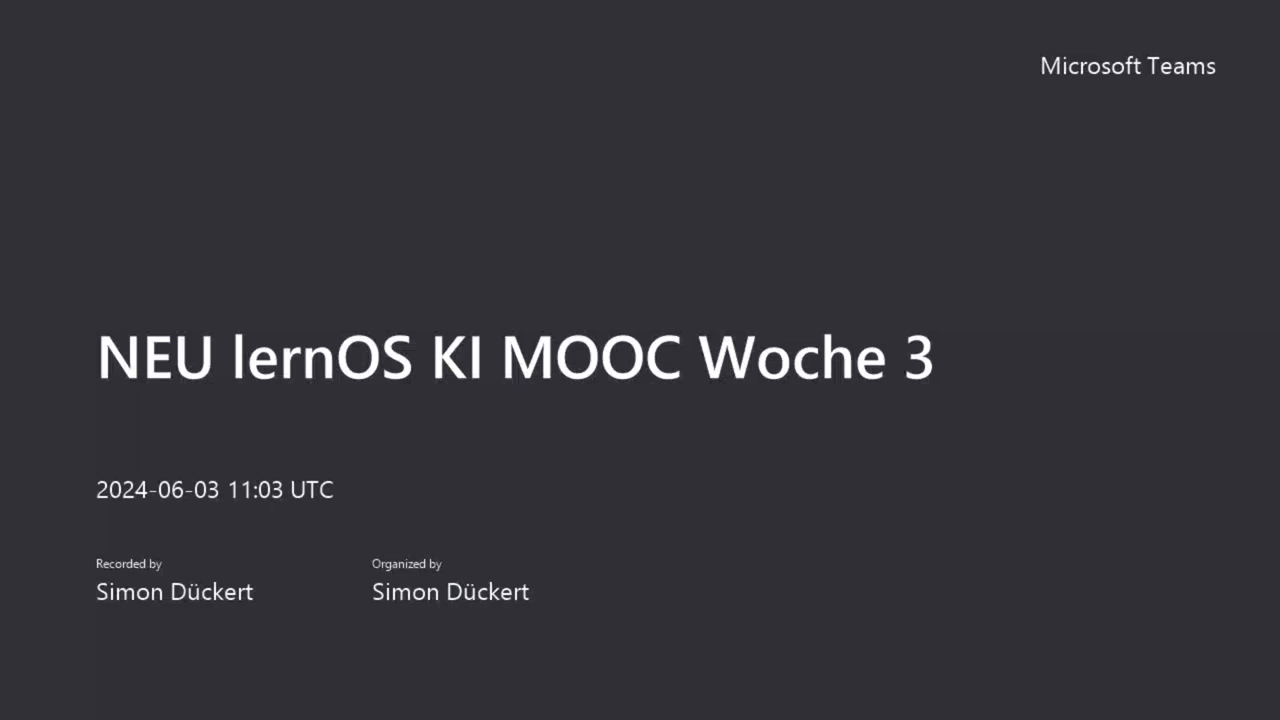 Microsoft Teams
NEU lernOS KI MOOC Woche 3
2024-06-03 11:03 UTC
Recorded by
Simon Dückert
Organized by
Simon Dückert